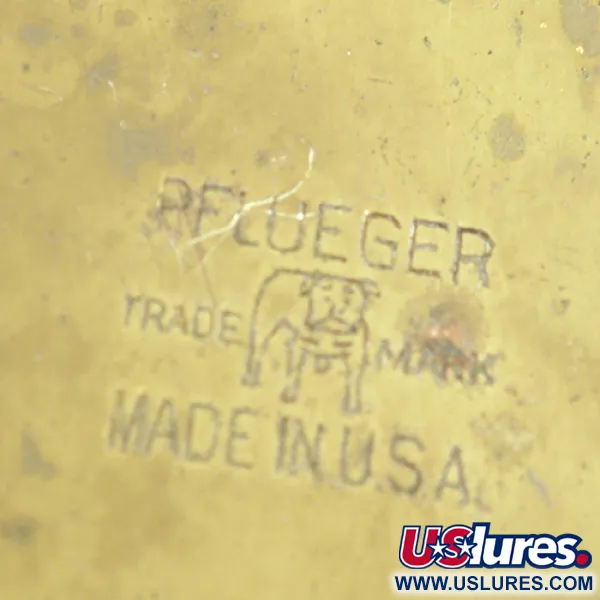 PFLUEGER
TRADE MARK
MADE IN U.S.A.
USlures.
WWW.USLURES.COM